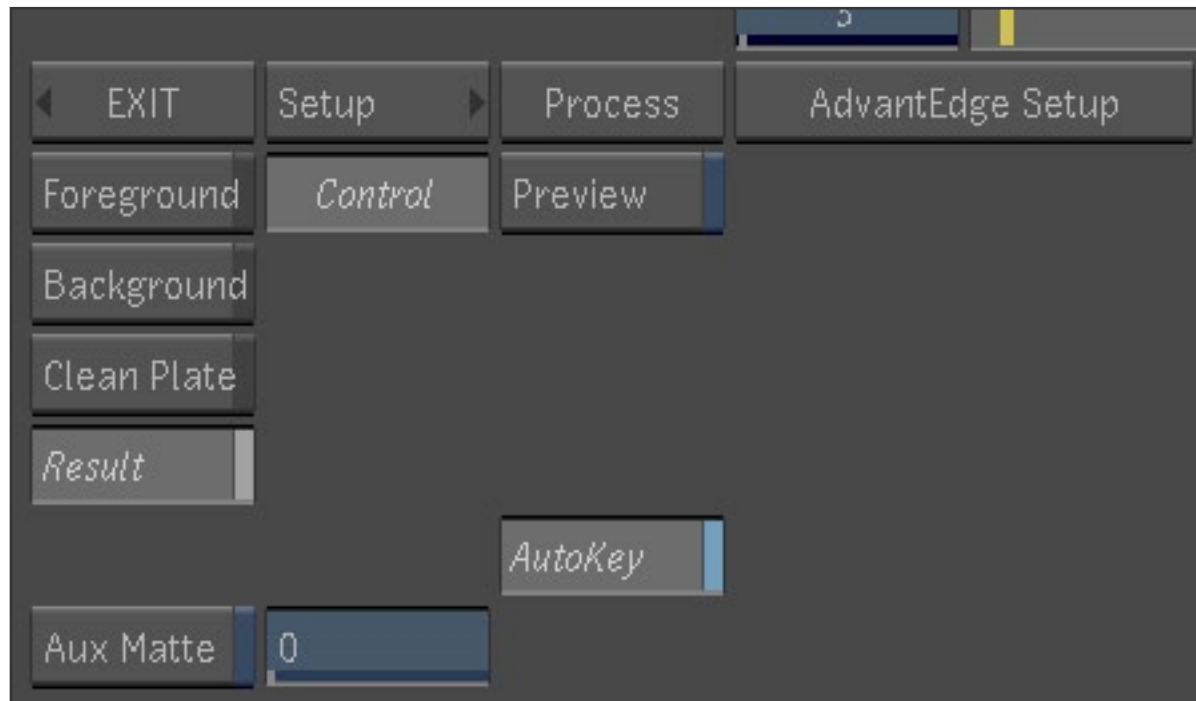 EXIT Setup Process AdvantEdge Setup
Foreground Control Preview
Background
Clean Plate
Result
AutoKey
Aux Matte 0